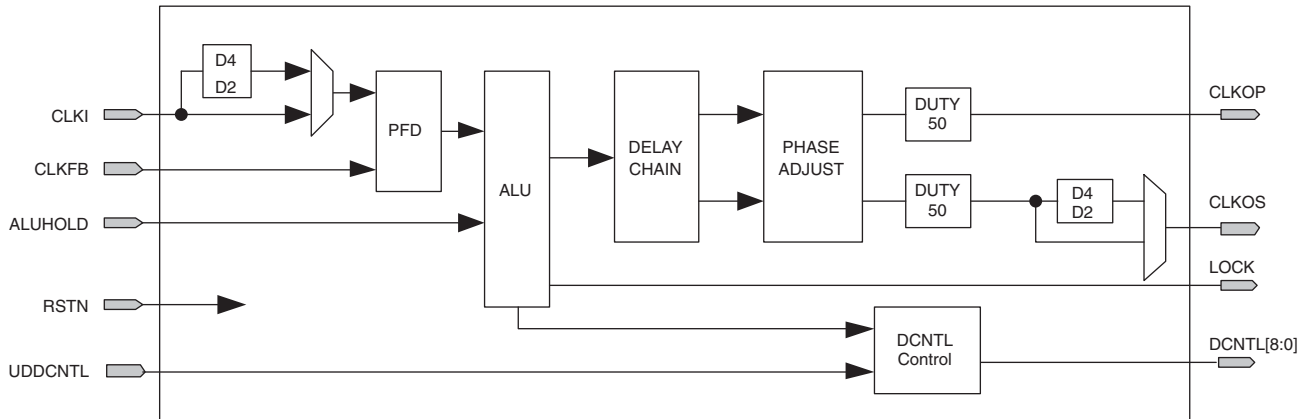 D4
D2
CLKI
CLKFB
ALUHOLD
RSTN
UDDCNTL
PFD
ALU
DELAY
CHAIN
PHASE
ADJUST
DUTY
50
DUTY
50
D4
D2
DCNTL
Control
CLKOP
CLKOS
LOCK
DCNTL[8:0]